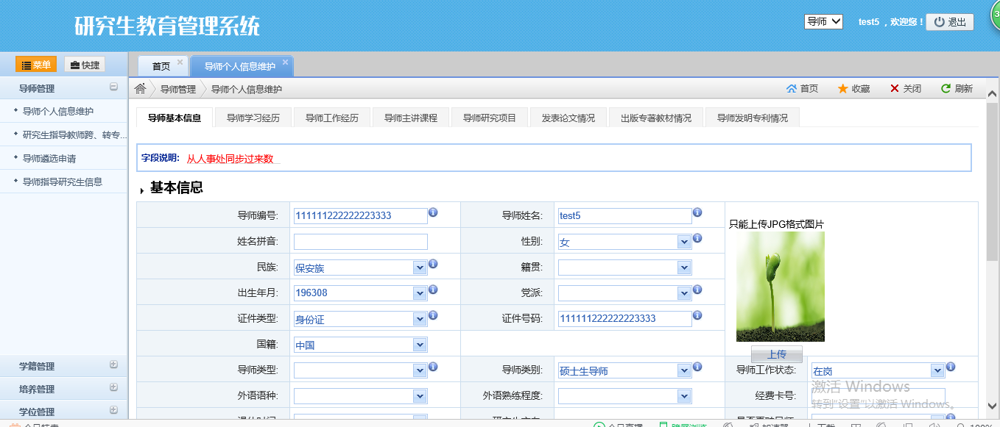 研究生教育管理系统
导师 test5 ，欢迎您！ 退出
菜单 快捷
首页 导师个人信息维护
导师管理
导师个人信息维护
研究生指导教师跨、转专...
导师遴选申请
导师指导研究生信息
学籍管理
培养管理
学位管理
导师管理 导师个人信息维护 首页 收藏 关闭 刷新
导师基本信息 导师学习经历 导师工作经历 导师主讲课程 导师研究项目 发表论文情况 出版专著教材情况 导师发明专利情况
字段说明: 从人事处同步过来数
基本信息
导师编号: 111111222222223333 导师姓名: test5
只能上传JPG格式图片
姓名拼音: 性别: 女
民族: 保安族 籍贯:
出生年月: 196308 党派:
证件类型: 身份证 证件号码: 111111222222223333
国籍: 中国
上传
导师类型: 导师类别: 硕士生导师 导师工作状态: 在岗
外语语种: 外语熟练程度: 经费卡号:
激活 Windows
转到"设置"以激活 Windows。